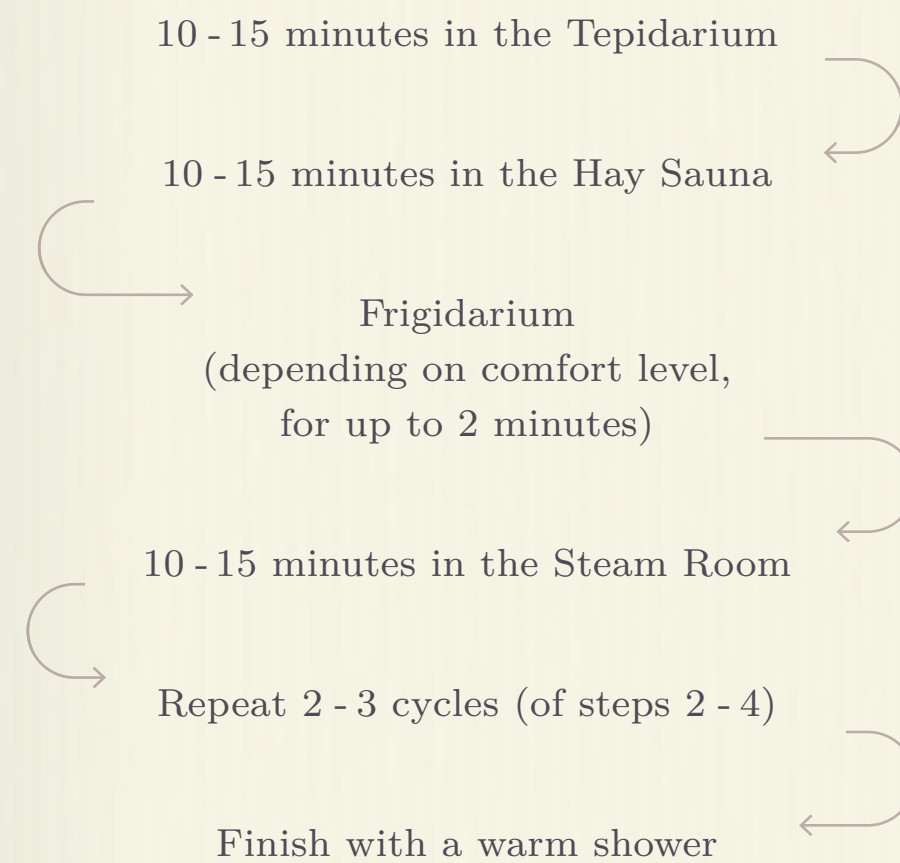 10 - 15 minutes in the Tepidarium
10 - 15 minutes in the Hay Sauna
Frigidarium
(depending on comfort level,
for up to 2 minutes)
10 - 15 minutes in the Steam Room
Repeat 2 - 3 cycles (of steps 2 - 4)
Finish with a warm shower